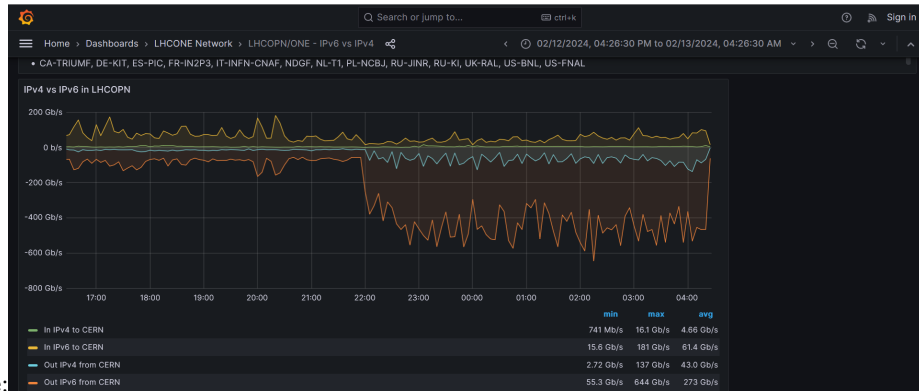 Search or jump to... ctrl+k Sign in
Home > Dashboards > LHCONE Network > LHCOPN/ONE - IPv6 vs IPv4 02/12/2024, 04:26:30 PM to 02/13/2024, 04:26:30 AM
• CA-TRIUMF, DE-KIT, ES-PIC, FR-IN2P3, IT-INFN-CNAF, NDGF, NL-T1, PL-NCBJ, RU-JINR, RU-KI, UK-RAL, US-BNL, US-FNAL
IPv4 vs IPv6 in LHCOPN
200 Gb/s
0 b/s
-200 Gb/s
-400 Gb/s
-600 Gb/s
-800 Gb/s
17:00 18:00 19:00 20:00 21:00 22:00 23:00 00:00 01:00 02:00 03:00 04:00
min max avg
In IPv4 to CERN 741 Mb/s 16.1 Gb/s 4.66 Gb/s
In IPv6 to CERN 15.6 Gb/s 181 Gb/s 61.4 Gb/s
Out IPv4 from CERN 2.72 Gb/s 137 Gb/s 43.0 Gb/s
Out IPv6 from CERN 55.3 Gb/s 644 Gb/s 273 Gb/s